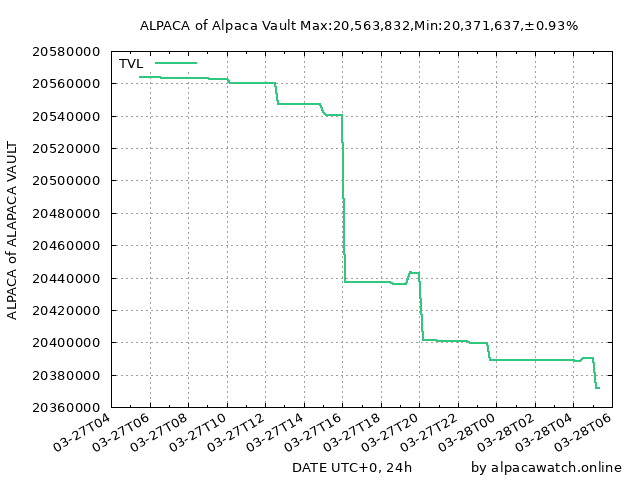 ALPACA of Alpaca Vault Max:20,563,832,Min:20,371,637,±0.93%
TVL
20580000
20560000
20540000
20520000
20500000
20480000
20460000
20440000
20420000
20400000
20380000
20360000
ALPACA of ALAPACA VAULT
03-27T04
03-27T06
03-27T08
03-27T10
03-27T12
03-27T14
03-27T16
03-27T18
03-27T20
03-27T22
03-28T00
03-28T02
03-28T04
03-28T06
DATE UTC+0, 24h
by alpacawatch.online